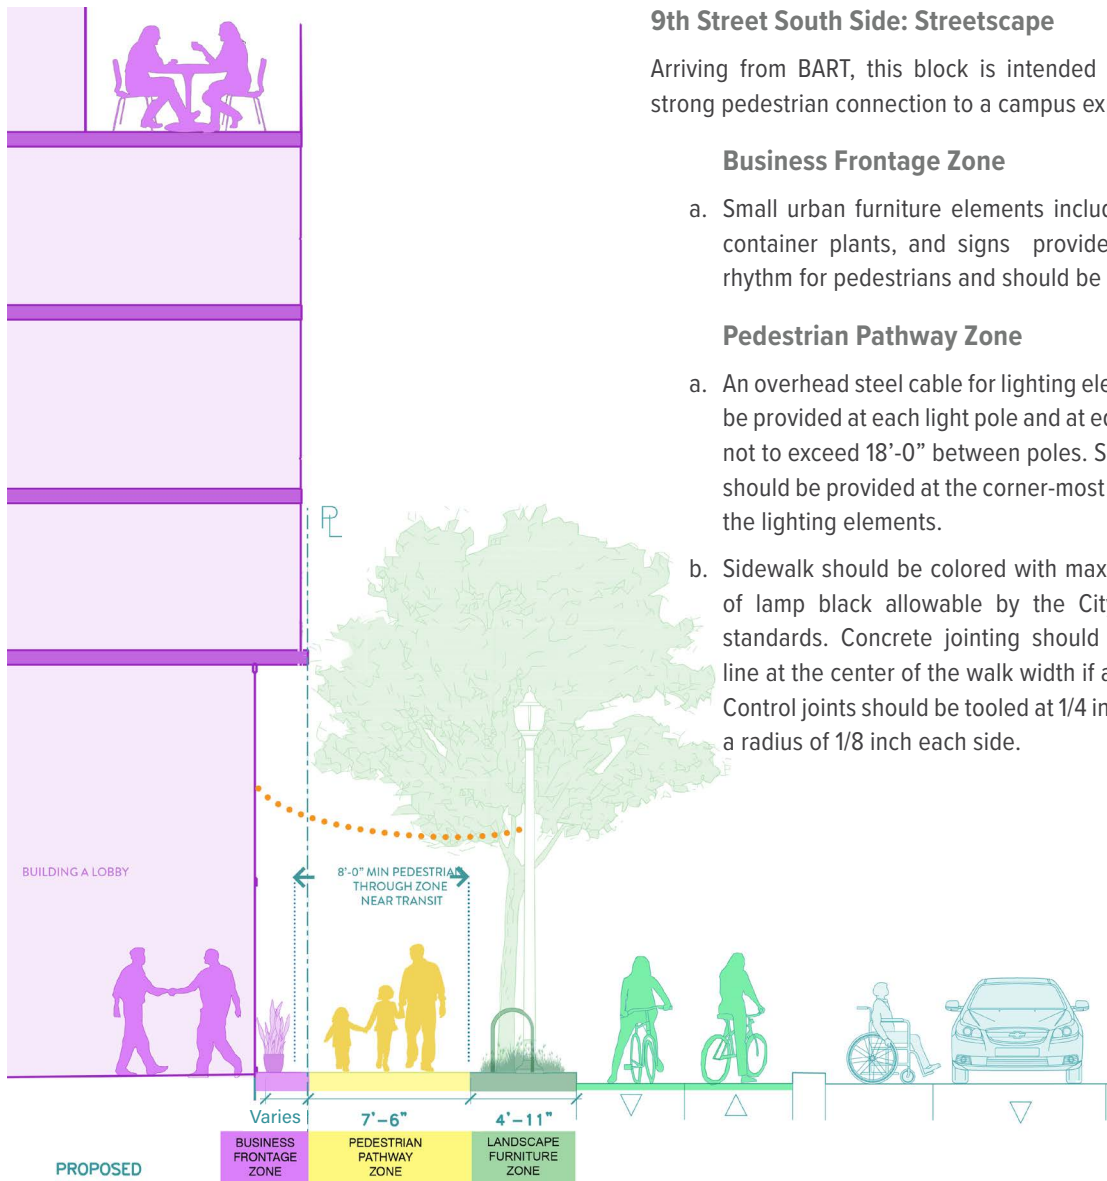 9th Street South Side: Streetscape
Arriving from BART, this block is intended
strong pedestrian connection to a campus
Business Frontage Zone
a. Small urban furniture elements
container plants, and signs provide
rhythm for pedestrians and should be
Pedestrian Pathway Zone
a. An overhead steel cable for lighting
be provided at each light pole and at
not to exceed 18’-0” between poles.
should be provided at the corner-most
the lighting elements.
b. Sidewalk should be colored with
of lamp black allowable by the
standards. Concrete jointing should
line at the center of the walk width if
Control joints should be tooled at 1/4
a radius of 1/8 inch each side.
PL
BUILDING A LOBBY
8'-0" MIN PEDESTRIAN
THROUGH ZONE
NEAR TRANSIT
Varies
7'-6"
4'-11"
BUSINESS
FRONTAGE
ZONE
PEDESTRIAN
PATHWAY
ZONE
LANDSCAPE
FURNITURE
ZONE
PROPOSED